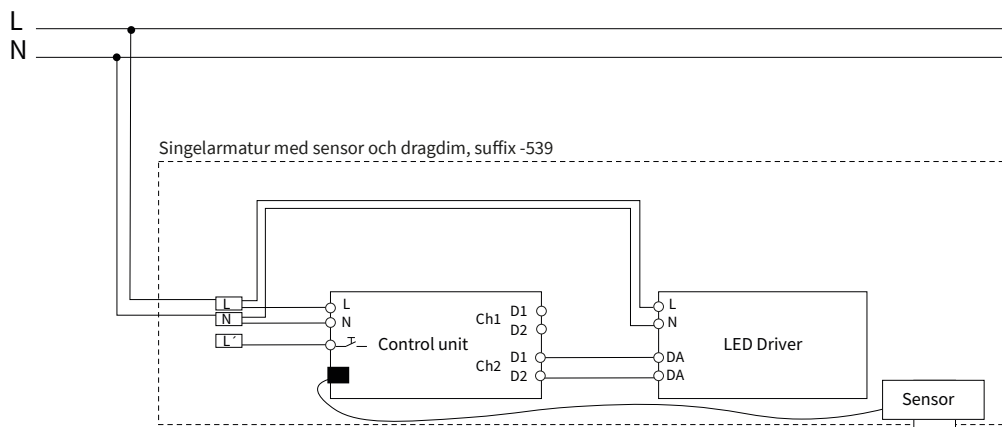 L
N
Singelarmatur med sensor och dragdim, suffix -539
L
N
L´
L
N
Control unit
Ch1
D1
D2
Ch2
D1
D2
L
N
DA
DA
LED Driver
Sensor